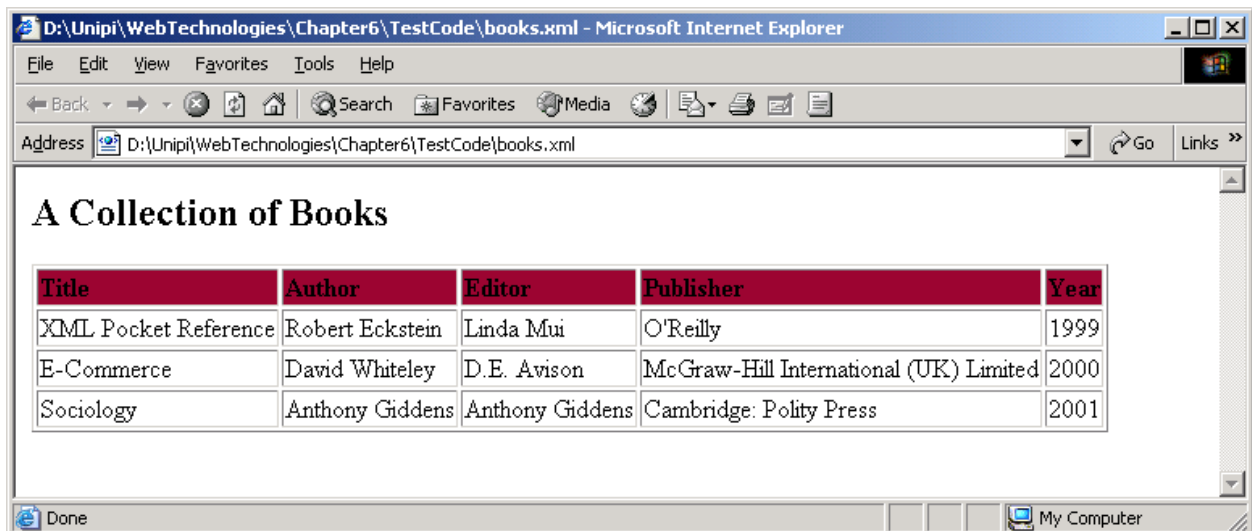 D:\Unipi\WebTechnologies\Chapter6\TestCode\books.xml - Microsoft Internet Explorer
File Edit View Favorites Tools Help
Back Search Favorites Media
Address D:\Unipi\WebTechnologies\Chapter6\TestCode\books.xml Go Links »
A Collection of Books
Title Author Editor Publisher Year
XML Pocket Reference Robert Eckstein Linda Mui O'Reilly 1999
E-Commerce David Whiteley D.E. Avison McGraw-Hill International (UK) Limited 2000
Sociology Anthony Giddens Anthony Giddens Cambridge: Polity Press 2001
Done My Computer